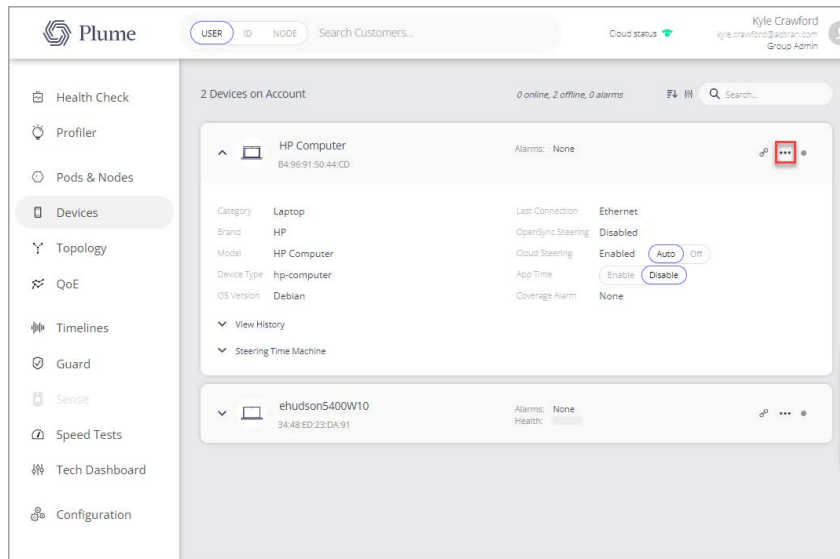 Plume
USER ID NODE Search Customers...
Cloud status
Kyle Crawford
kyle.crawford@adtran.com
Group Admin
Health Check
Profiler
Pods & Nodes
Devices
Topology
QoE
Timelines
Guard
Sense
Speed Tests
Tech Dashboard
Configuration
2 Devices on Account
0 online, 2 offline, 0 alarms
Search...
HP Computer
B4:96:91:50:44:CD
Alarms: None
Category Laptop
Brand HP
Model HP Computer
Device Type hp-computer
OS Version Debian
Last Connection Ethernet
OpenSync Steering Disabled
Cloud Steering Enabled Auto Off
App Time Enable Disable
Coverage Alarm None
View History
Steering Time Machine
ehudson5400W10
34:48:ED:23:DA:91
Alarms: None
Health: